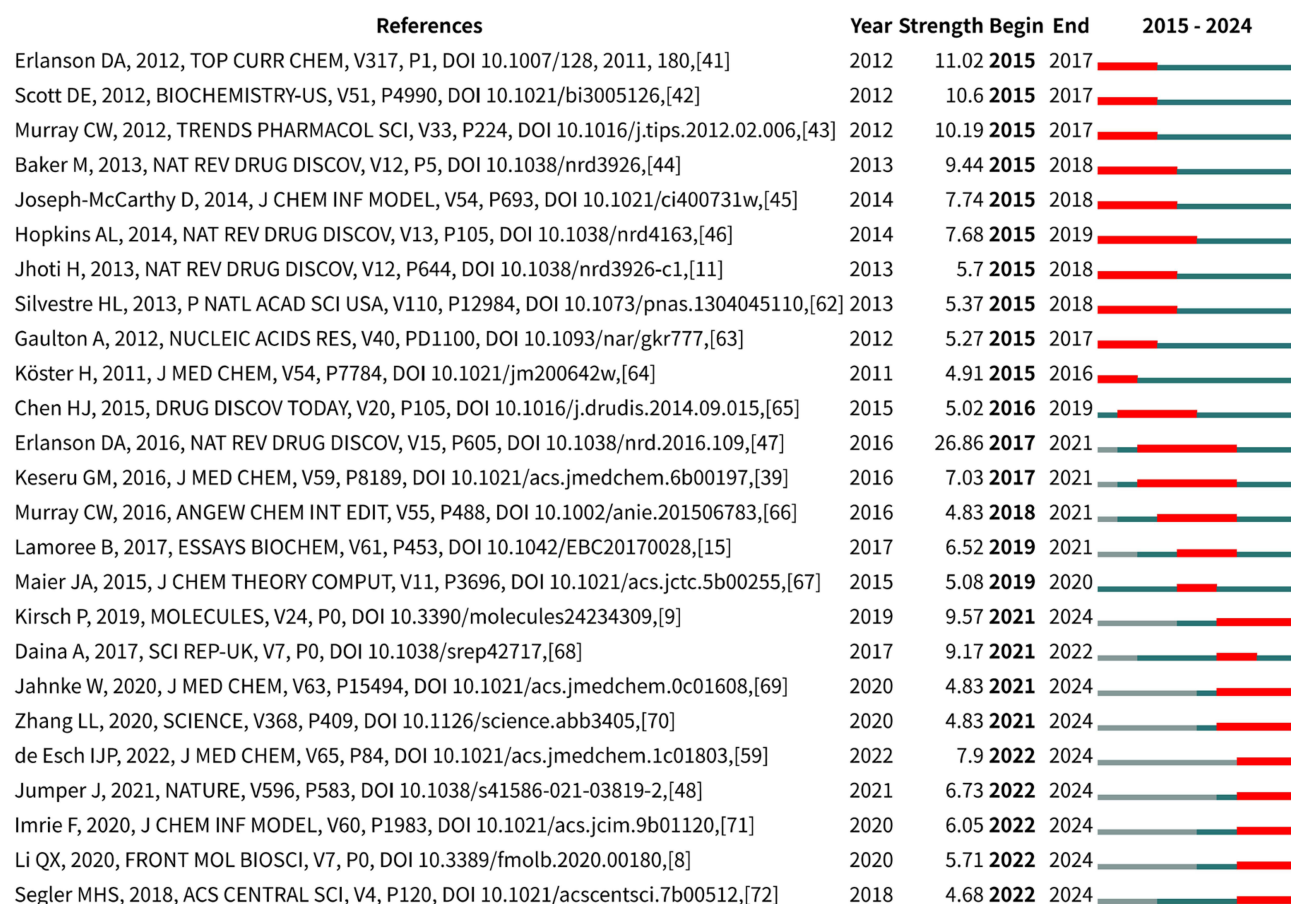 References Year Strength Begin End 2015 - 2024
Erlanson DA, 2012, TOP CURR CHEM, V317, P1, DOI 10.1007/128, 2011, 180,[41] 2012 11.02 2015 2017
Scott DE, 2012, BIOCHEMISTRY-US, V51, P4990, DOI 10.1021/bi3005126,[42] 2012 10.6 2015 2017
Murray CW, 2012, TRENDS PHARMACOL SCI, V33, P224, DOI 10.1016/j.tips.2012.02.006,[43] 2012 10.19 2015 2017
Baker M, 2013, NAT REV DRUG DISCOV, V12, P5, DOI 10.1038/nrd3926,[44] 2013 9.44 2015 2018
Joseph-McCarthy D, 2014, J CHEM INF MODEL, V54, P693, DOI 10.1021/ci400731w,[45] 2014 7.74 2015 2018
Hopkins AL, 2014, NAT REV DRUG DISCOV, V13, P105, DOI 10.1038/nrd4163,[46] 2014 7.68 2015 2019
Jhoti H, 2013, NAT REV DRUG DISCOV, V12, P644, DOI 10.1038/nrd3926-c1,[11] 2013 5.7 2015 2018
Silvestre HL, 2013, P NATL ACAD SCI USA, V110, P12984, DOI 10.1073/pnas.1304045110,[62] 2013 5.37 2015 2018
Gaulton A, 2012, NUCLEIC ACIDS RES, V40, PD1100, DOI 10.1093/nar/gkr777,[63] 2012 5.27 2015 2017
Köster H, 2011, J MED CHEM, V54, P7784, DOI 10.1021/jm200642w,[64] 2011 4.91 2015 2016
Chen HJ, 2015, DRUG DISCOV TODAY, V20, P105, DOI 10.1016/j.drudis.2014.09.015,[65] 2015 5.02 2016 2019
Erlanson DA, 2016, NAT REV DRUG DISCOV, V15, P605, DOI 10.1038/nrd.2016.109,[47] 2016 26.86 2017 2021
Keseru GM, 2016, J MED CHEM, V59, P8189, DOI 10.1021/acs.jmedchem.6b00197,[39] 2016 7.03 2017 2021
Murray CW, 2016, ANGEW CHEM INT EDIT, V55, P488, DOI 10.1002/anie.201506783,[66] 2016 4.83 2018 2021
Lamoree B, 2017, ESSAYS BIOCHEM, V61, P453, DOI 10.1042/EBC20170028,[15] 2017 6.52 2019 2021
Maier JA, 2015, J CHEM THEORY COMPUT, V11, P3696, DOI 10.1021/acs.jctc.5b00255,[67] 2015 5.08 2019 2020
Kirsch P, 2019, MOLECULES, V24, P0, DOI 10.3390/molecules24234309,[9] 2019 9.57 2021 2024
Daina A, 2017, SCI REP-UK, V7, P0, DOI 10.1038/srep42717,[68] 2017 9.17 2021 2022
Jahnke W, 2020, J MED CHEM, V63, P15494, DOI 10.1021/acs.jmedchem.0c01608,[69] 2020 4.83 2021 2024
Zhang LL, 2020, SCIENCE, V368, P409, DOI 10.1126/science.abb3405,[70] 2020 4.83 2021 2024
de Esch IJP, 2022, J MED CHEM, V65, P84, DOI 10.1021/acs.jmedchem.1c01803,[59] 2022 7.9 2022 2024
Jumper J, 2021, NATURE, V596, P583, DOI 10.1038/s41586-021-03819-2,[48] 2021 6.73 2022 2024
Imrie F, 2020, J CHEM INF MODEL, V60, P1983, DOI 10.1021/acs.jcim.9b01120,[71] 2020 6.05 2022 2024
Li QX, 2020, FRONT MOL BIOSCI, V7, P0, DOI 10.3389/fmolb.2020.00180,[8] 2020 5.71 2022 2024
Segler MHS, 2018, ACS CENTRAL SCI, V4, P120, DOI 10.1021/acscentsci.7b00512,[72] 2018 4.68 2022 2024